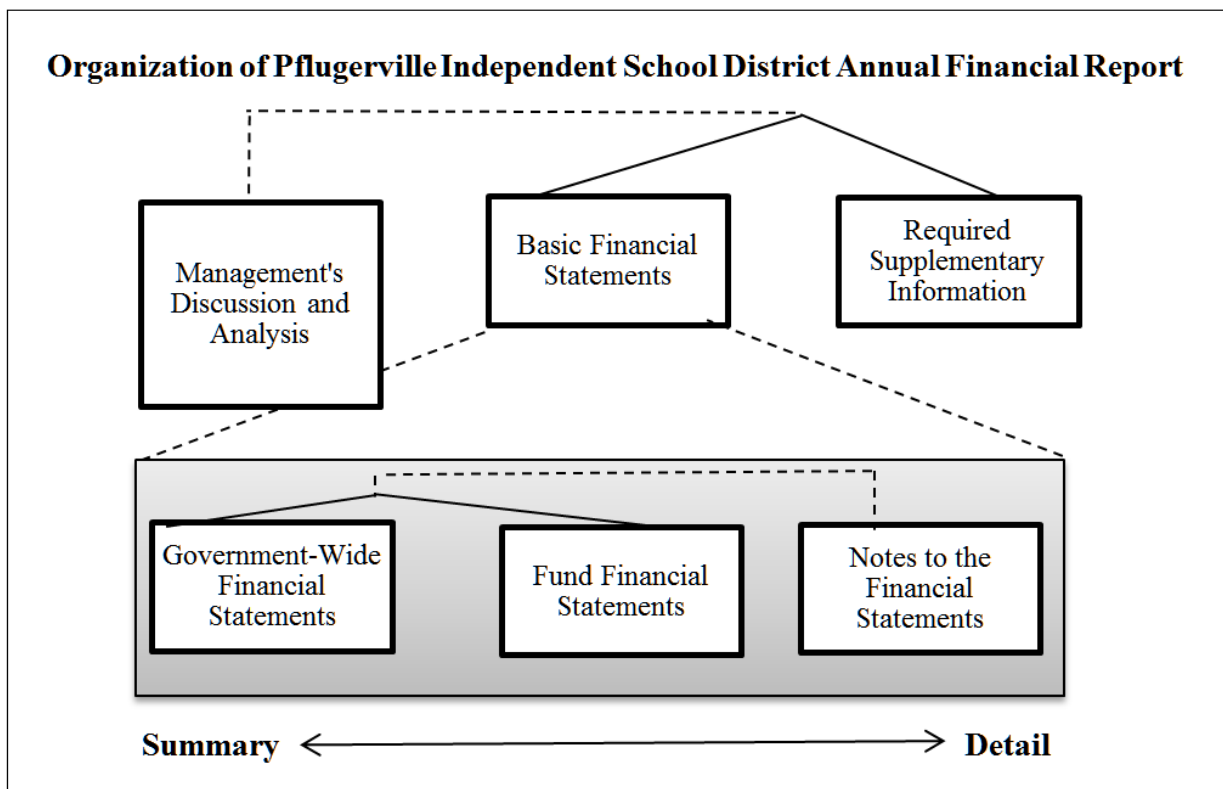 Organization of Pflugerville Independent School District Annual Financial Report
Management's
Discussion and
Analysis
Basic Financial
Statements
Required
Supplementary
Information
Government-Wide
Financial
Statements
Fund Financial
Statements
Notes to the
Financial
Statements
Summary
Detail